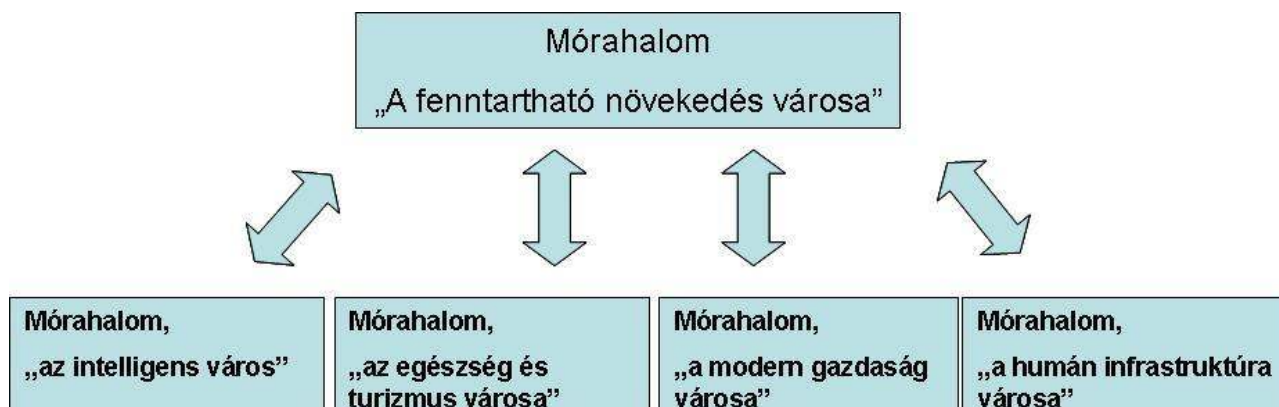 Mórahalom
„A fenntartható növekedés városa”
Mórahalom,
„az intelligens város”
Mórahalom,
„az egészség és
turizmus városa”
Mórahalom,
„a modern gazdaság
városa”
Mórahalom,
„a humán infrastruktúra
városa”